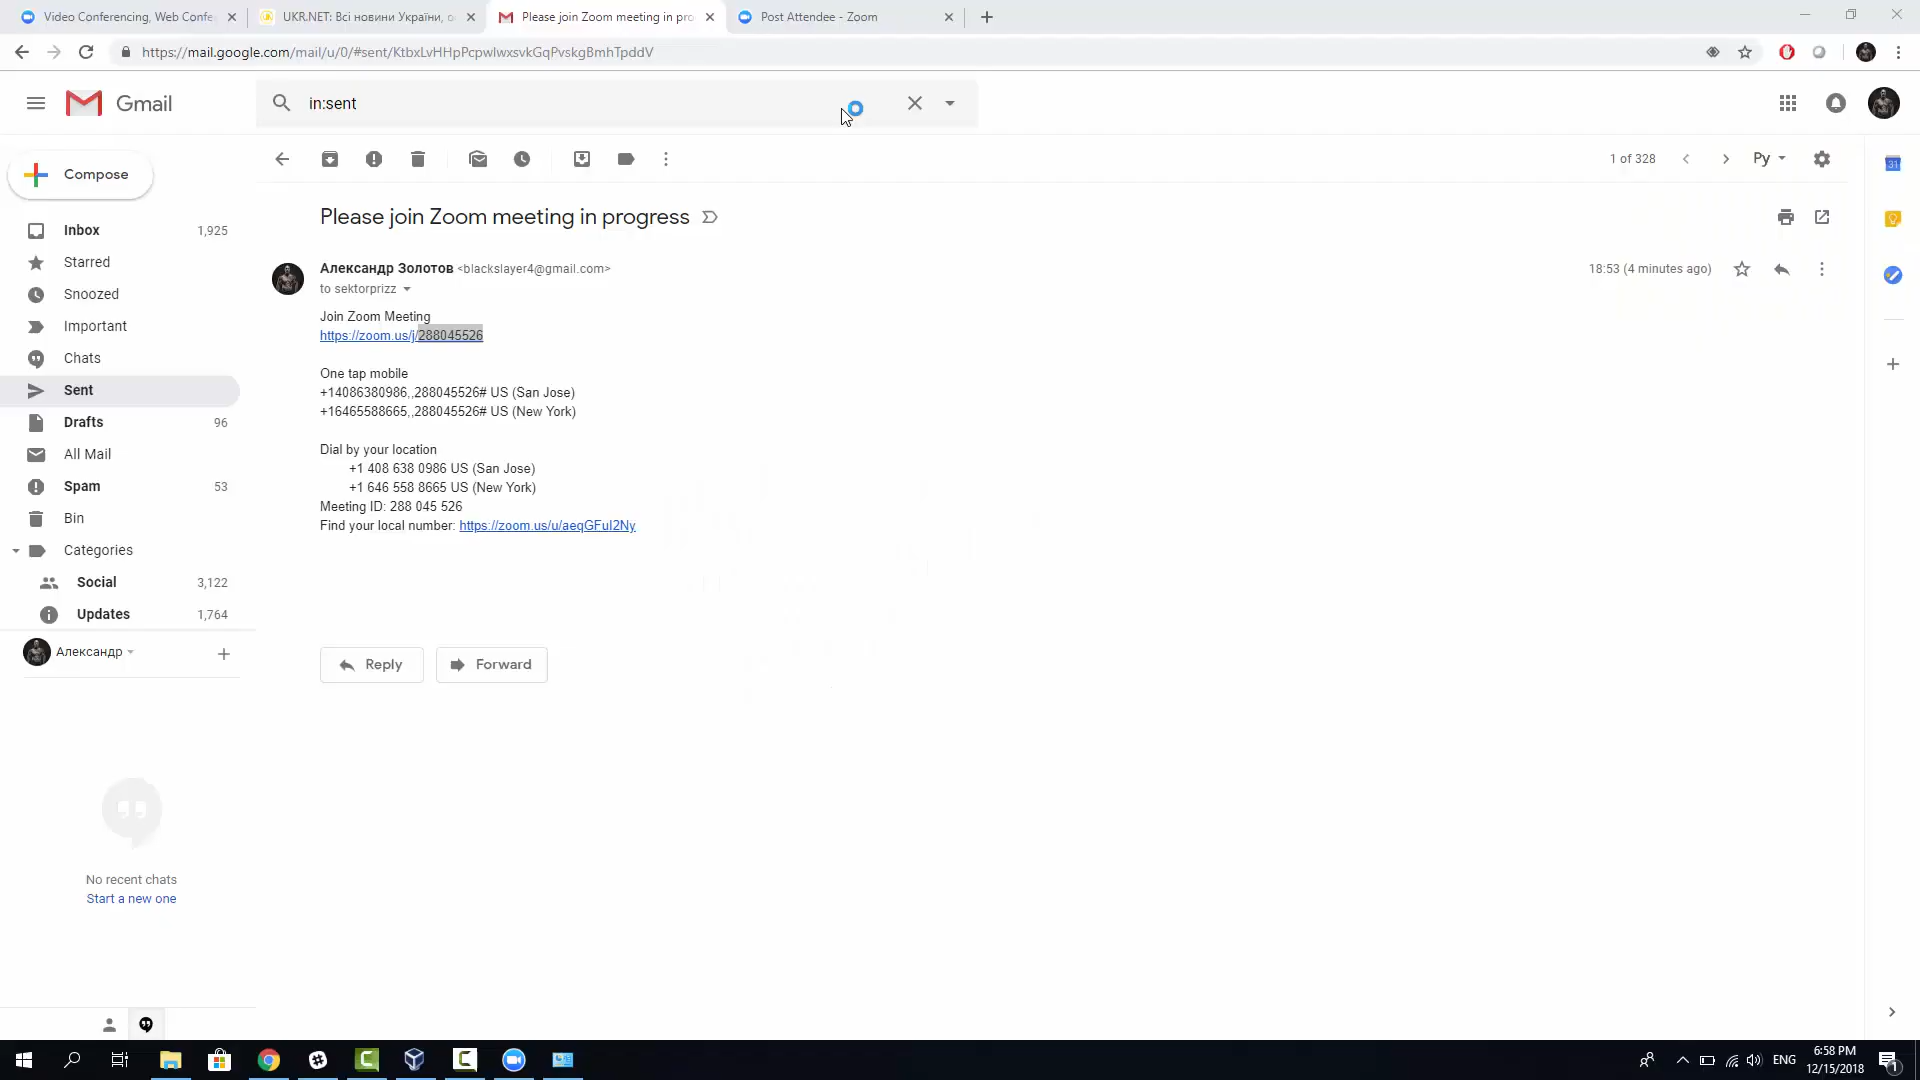 Video Conferencing, Web Confe
UKR.NET: Всі новини України, о
Please join Zoom meeting in pro
Post Attendee - Zoom
https://mail.google.com/mail/u/0/#sent/KtbxLvHHpPcpwlwxsvkGqPvskgBmhTpddV
Gmail
in:sent
Compose
1 of 328
Py
Please join Zoom meeting in progress
Inbox 1,925
Starred
Snoozed
Important
Chats
Sent
Drafts 96
All Mail
Spam 53
Bin
Categories
Social 3,122
Updates 1,764
Александр
No recent chats
Start a new one
Александр Золотов <blackslayer4@gmail.com>
18:53 (4 minutes ago)
to sektorprizz
Join Zoom Meeting
https://zoom.us/j/288045526
One tap mobile
+14086380986,,288045526# US (San Jose)
+16465588665,,288045526# US (New York)
Dial by your location
+1 408 638 0986 US (San Jose)
+1 646 558 8665 US (New York)
Meeting ID: 288 045 526
Find your local number: https://zoom.us/u/aeqGFuI2Ny
Reply
Forward
31
ENG
6:58 PM
12/15/2018
1